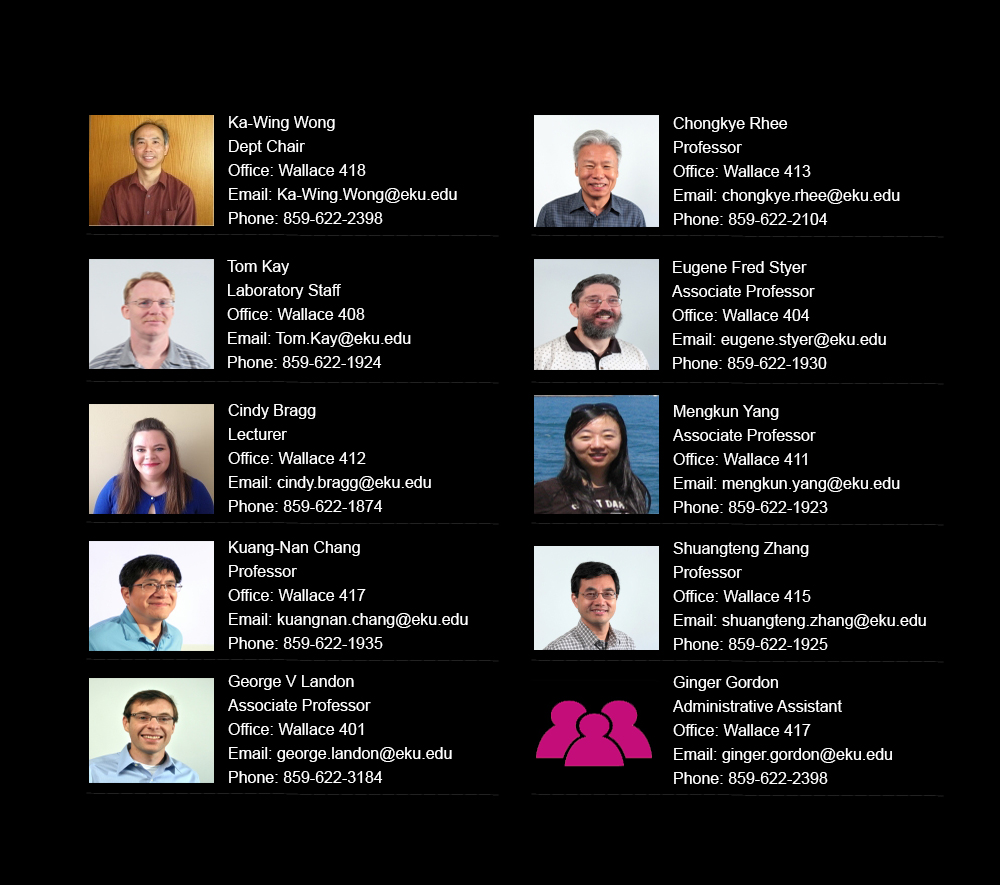 Ka-Wing Wong
Dept Chair
Office: Wallace 418
Email: Ka-Wing.Wong@eku.edu
Phone: 859-622-2398
Chongkye Rhee
Professor
Office: Wallace 413
Email: chongkye.rhee@eku.edu
Phone: 859-622-2104
Tom Kay
Laboratory Staff
Office: Wallace 408
Email: Tom.Kay@eku.edu
Phone: 859-622-1924
Eugene Fred Styer
Associate Professor
Office: Wallace 404
Email: eugene.styer@eku.edu
Phone: 859-622-1930
Cindy Bragg
Lecturer
Office: Wallace 412
Email: cindy.bragg@eku.edu
Phone: 859-622-1874
Mengkun Yang
Associate Professor
Office: Wallace 411
Email: mengkun.yang@eku.edu
Phone: 859-622-1923
Kuang-Nan Chang
Professor
Office: Wallace 417
Email: kuangnan.chang@eku.edu
Phone: 859-622-1935
Shuangteng Zhang
Professor
Office: Wallace 415
Email: shuangteng.zhang@eku.edu
Phone: 859-622-1925
George V Landon
Associate Professor
Office: Wallace 401
Email: george.landon@eku.edu
Phone: 859-622-3184
Ginger Gordon
Administrative Assistant
Office: Wallace 417
Email: ginger.gordon@eku.edu
Phone: 859-622-2398